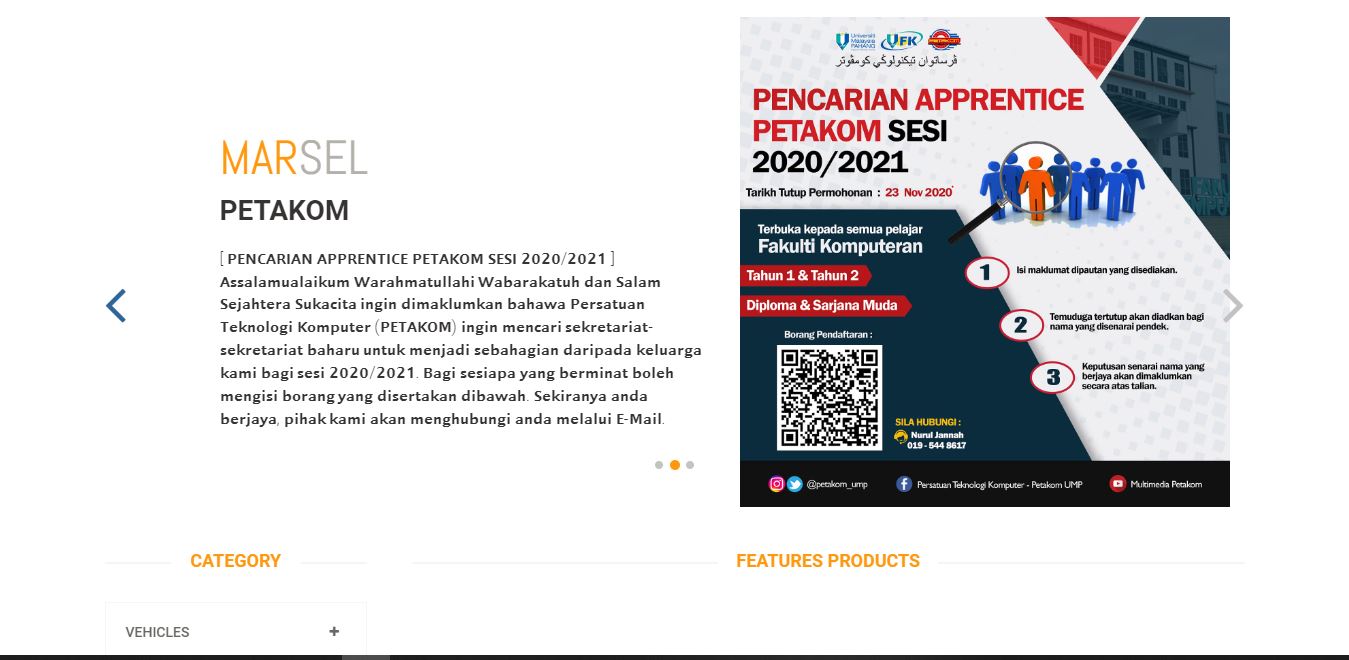 MARSEL
PETAKOM
[ PENCARIAN APPRENTICE PETAKOM SESI 2020/2021 ]
Assalamualaikum Warahmatullahi Wabarakatuh dan Salam
Sejahtera Sukacita ingin dimaklumkan bahawa Persatuan
Teknologi Komputer (PETAKOM) ingin mencari sekretariat-
sekretariat baharu untuk menjadi sebahagian daripada keluarga
kami bagi sesi 2020/2021. Bagi sesiapa yang berminat boleh
mengisi borang yang disertakan dibawah. Sekiranya anda
berjaya, pihak kami akan menghubungi anda melalui E-Mail.
Universiti
Malaysia
PAHANG
VFK
PETAKOM
ڤرساتوان تيکنولوݢي کومڤوتر
PENCARIAN APPRENTICE
PETAKOM SESI
2020/2021
Tarikh Tutup Permohonan : 23 Nov 2020
Terbuka kepada semua pelajar
Fakulti Komputeran
Tahun 1 & Tahun 2
Diploma & Sarjana Muda
Borang Pendaftaran :
1 Isi maklumat dipautan yang disediakan.
2 Temuduga tertutup akan diadkan bagi
nama yang disenarai pendek.
3 Keputusan senarai nama yang
berjaya akan dimaklumkan
secara atas talian.
SILA HUBUNGI :
Nurul Jannah
019 - 544 8617
@petakom_ump
Persatuan Teknologi Komputer - Petakom UMP
Multimedia Petakom
CATEGORY
FEATURES PRODUCTS
VEHICLES +